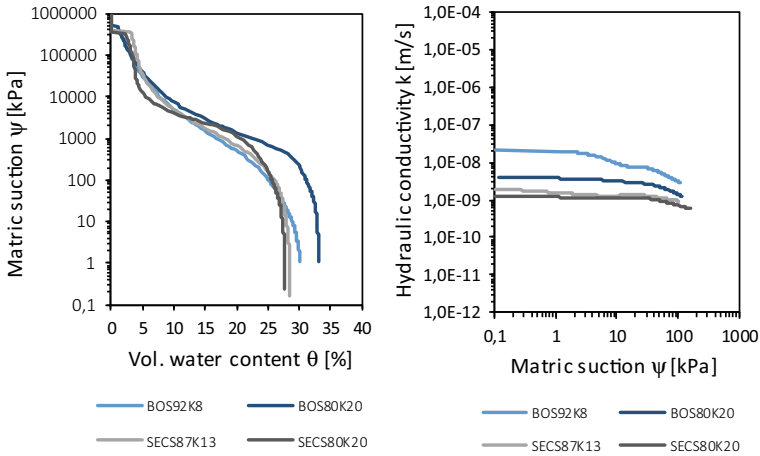 Matric suction ψ [kPa]
1000000
100000
10000
1000
100
10
1
0,1
0 5 10 15 20 25 30 35 40
Vol. water content θ [%]
BOS92K8 BOS80K20
SECS87K13 SECS80K20
Hydraulic conductivity k [m/s]
1,0E-04
1,0E-05
1,0E-06
1,0E-07
1,0E-08
1,0E-09
1,0E-10
1,0E-11
1,0E-12
0,1 1 10 100 1000
Matric suction ψ [kPa]
BOS92K8 BOS80K20
SECS87K13 SECS80K20